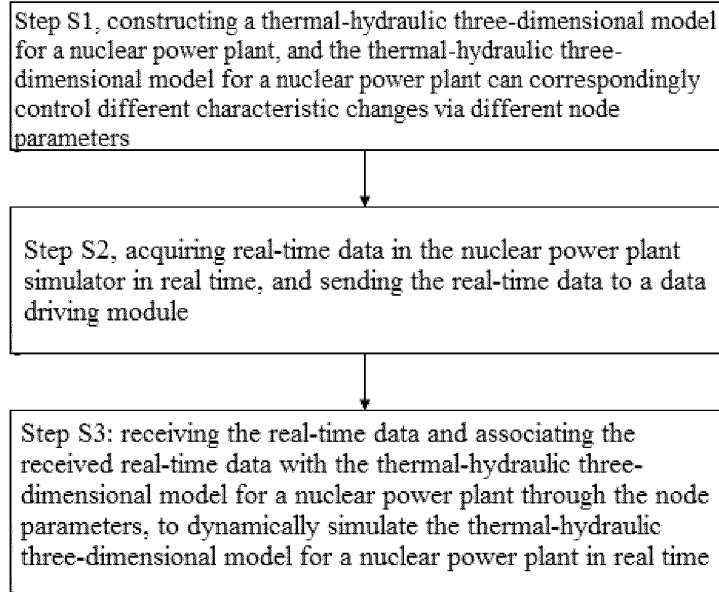 Step S1, constructing a thermal-hydraulic three-dimensional model
for a nuclear power plant, and the thermal-hydraulic three-
dimensional model for a nuclear power plant can correspondingly
control different characteristic changes via different node
parameters
Step S2, acquiring real-time data in the nuclear power plant
simulator in real time, and sending the real-time data to a data
driving module
Step S3: receiving the real-time data and associating the
received real-time data with the thermal-hydraulic three-
dimensional model for a nuclear power plant through the node
parameters, to dynamically simulate the thermal-hydraulic
three-dimensional model for a nuclear power plant in real time